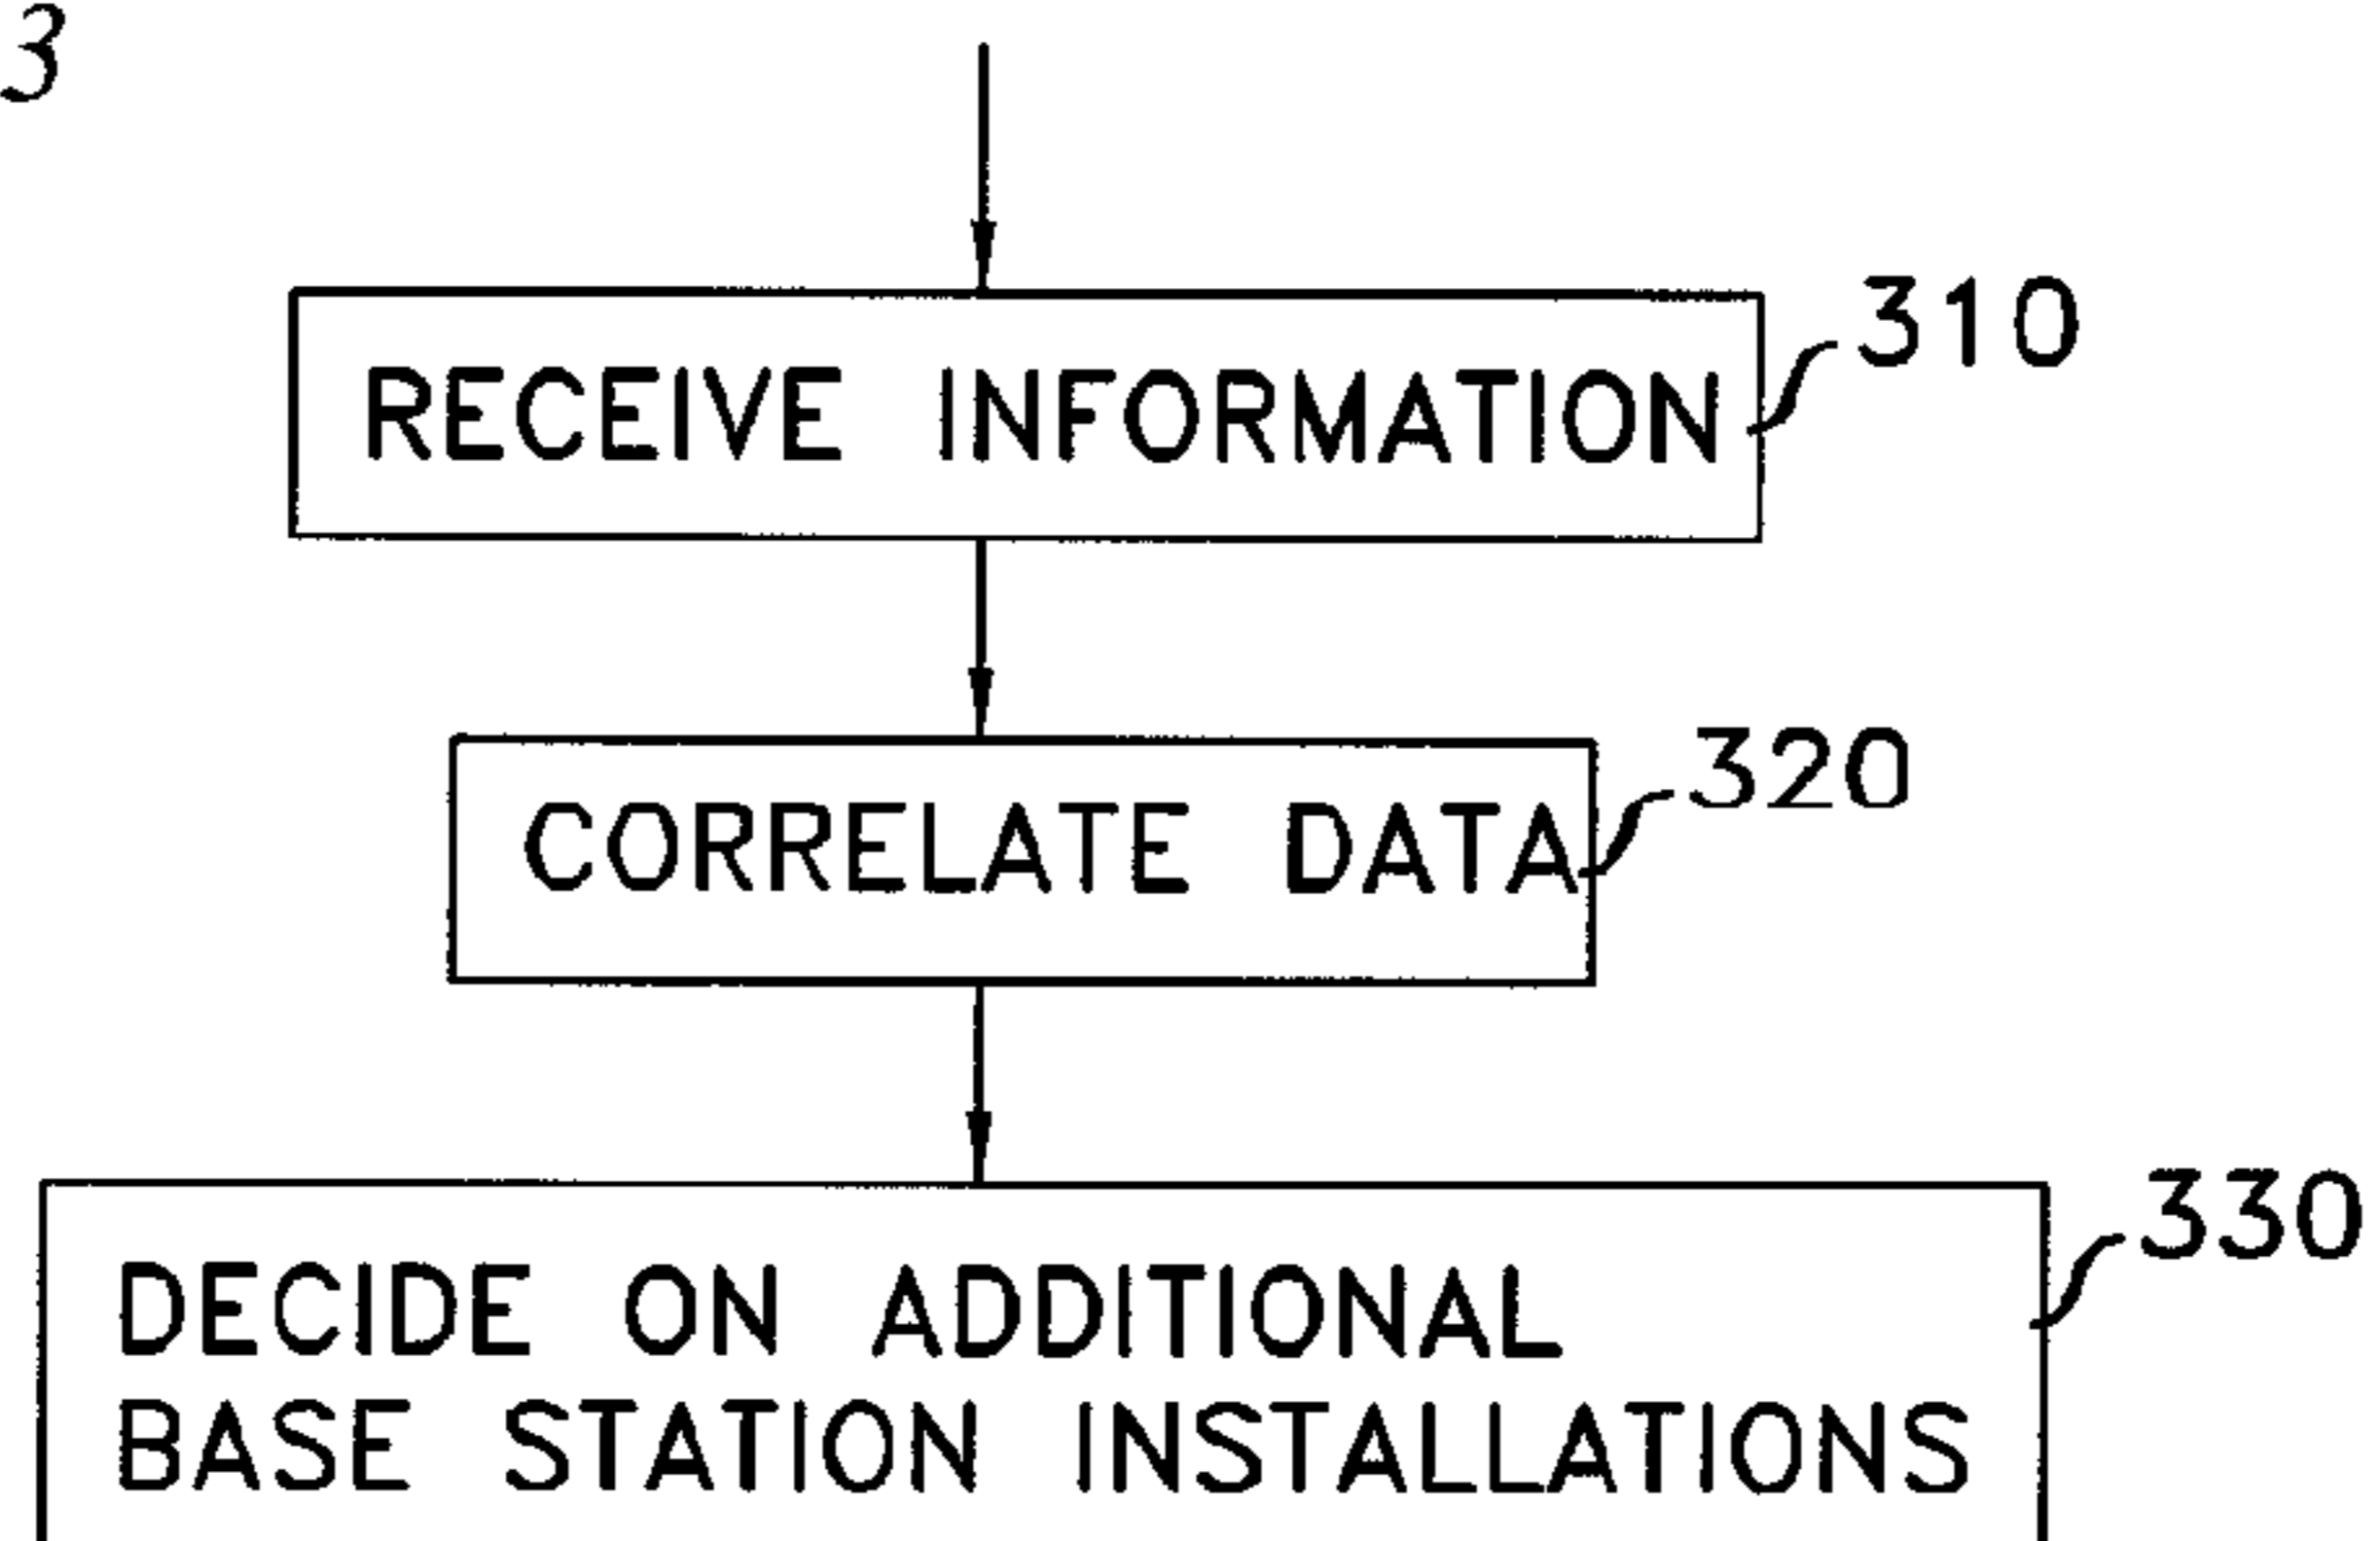 3
310
RECEIVE INFORMATION
320
CORRELATE DATA
330
DECIDE ON ADDITIONAL
BASE STATION INSTALLATIONS